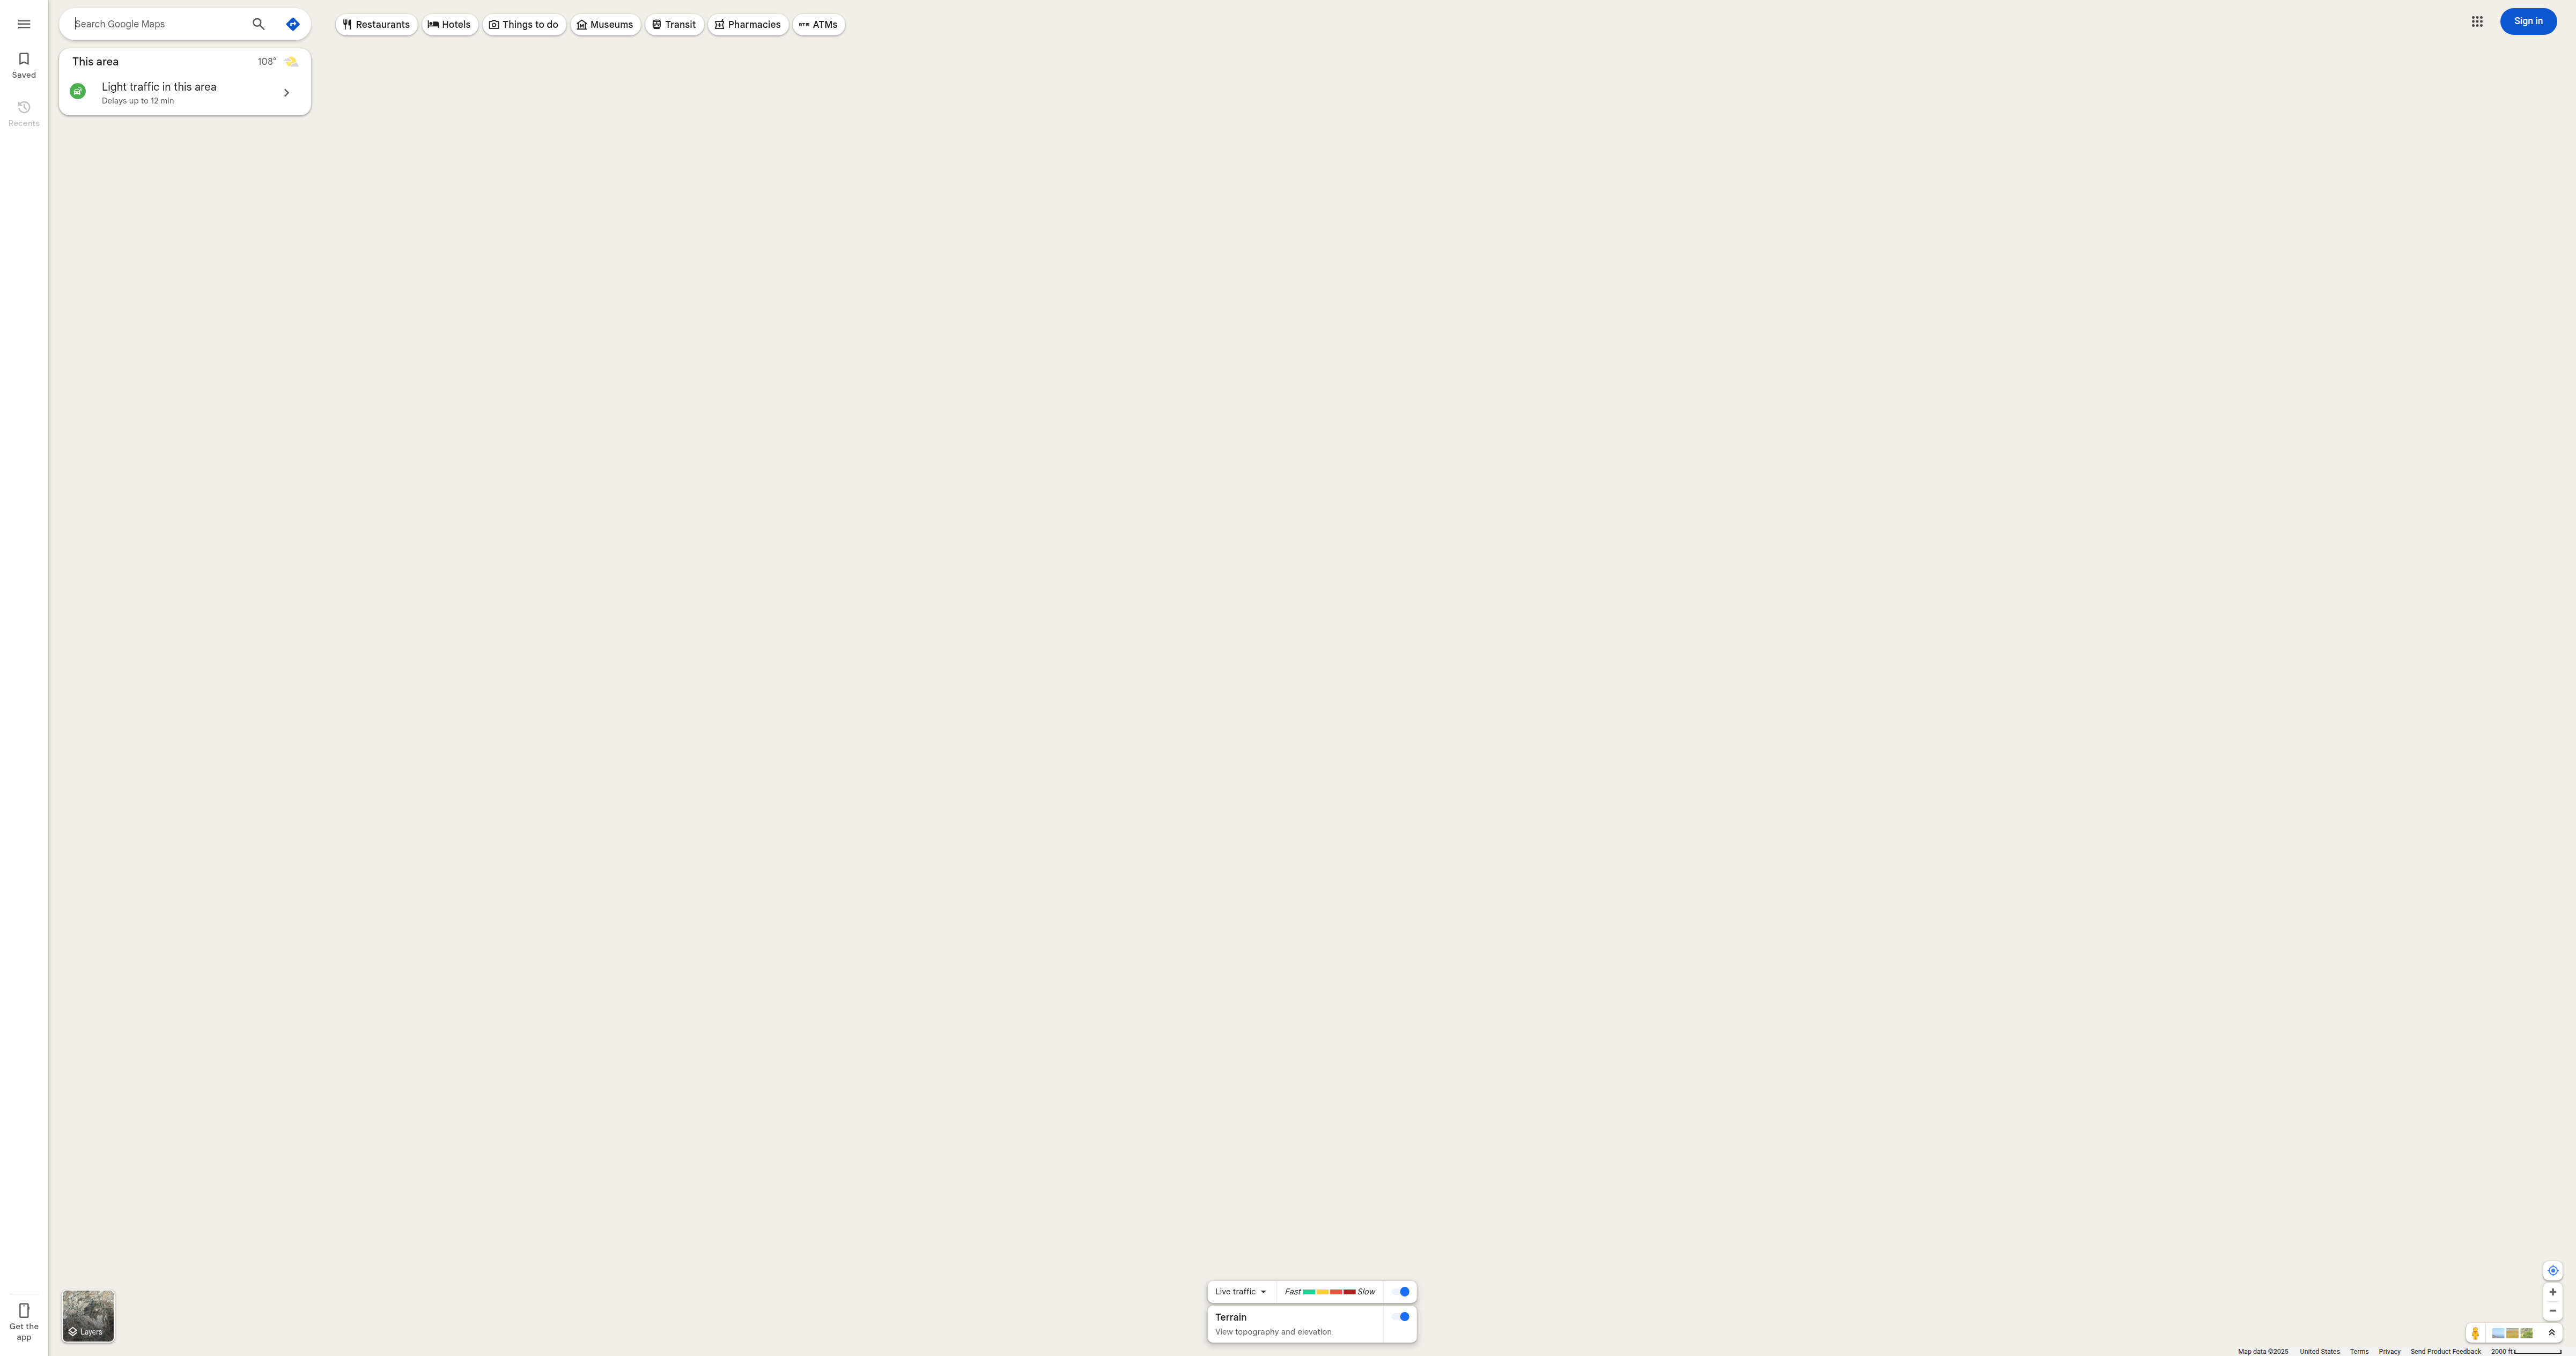 Search Google Maps
Restaurants
Hotels
Things to do
Museums
Transit
Pharmacies
ATM
ATMs
Sign in
Saved
Recents
This area
108°
Light traffic in this area
Delays up to 12 min
Live traffic
Fast
Slow
Terrain
View topography and elevation
Layers
Get the
app
Map data ©2025
United States
Terms
Privacy
Send Product Feedback
2000 ft